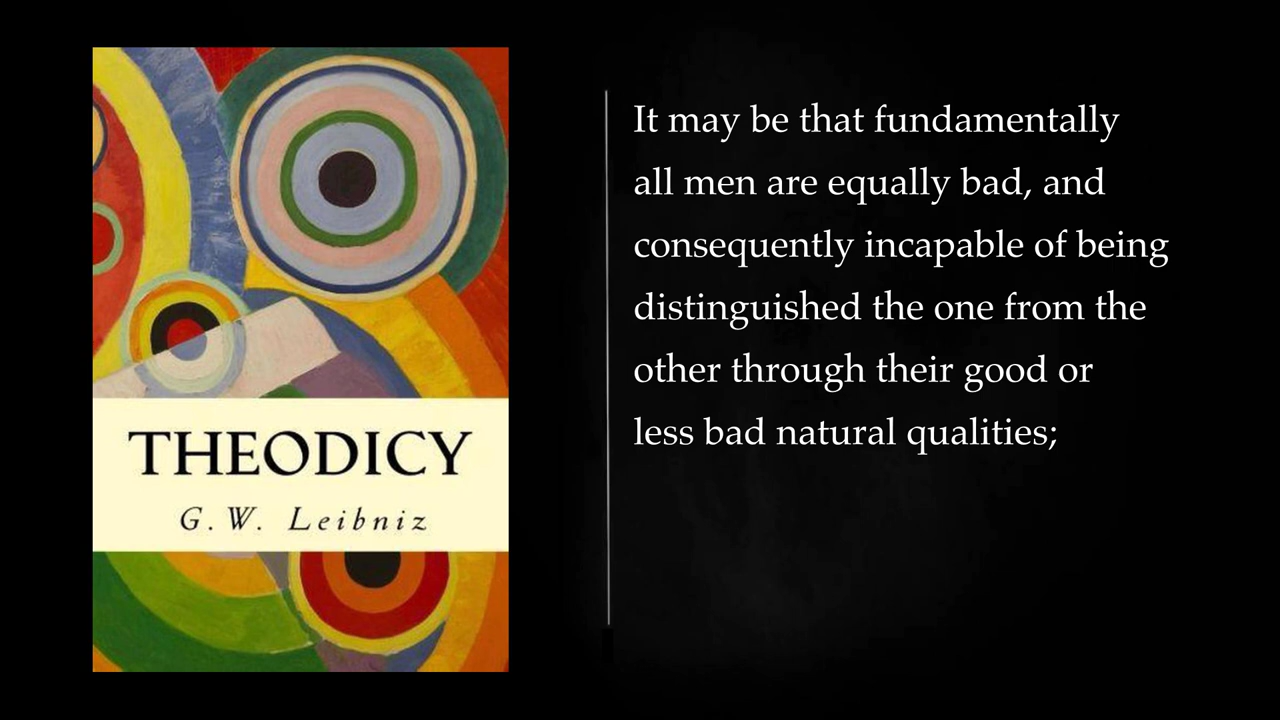 THEODICY
G.W. Leibniz
It may be that fundamentally
all men are equally bad, and
consequently incapable of being
distinguished the one from the
other through their good or
less bad natural qualities;